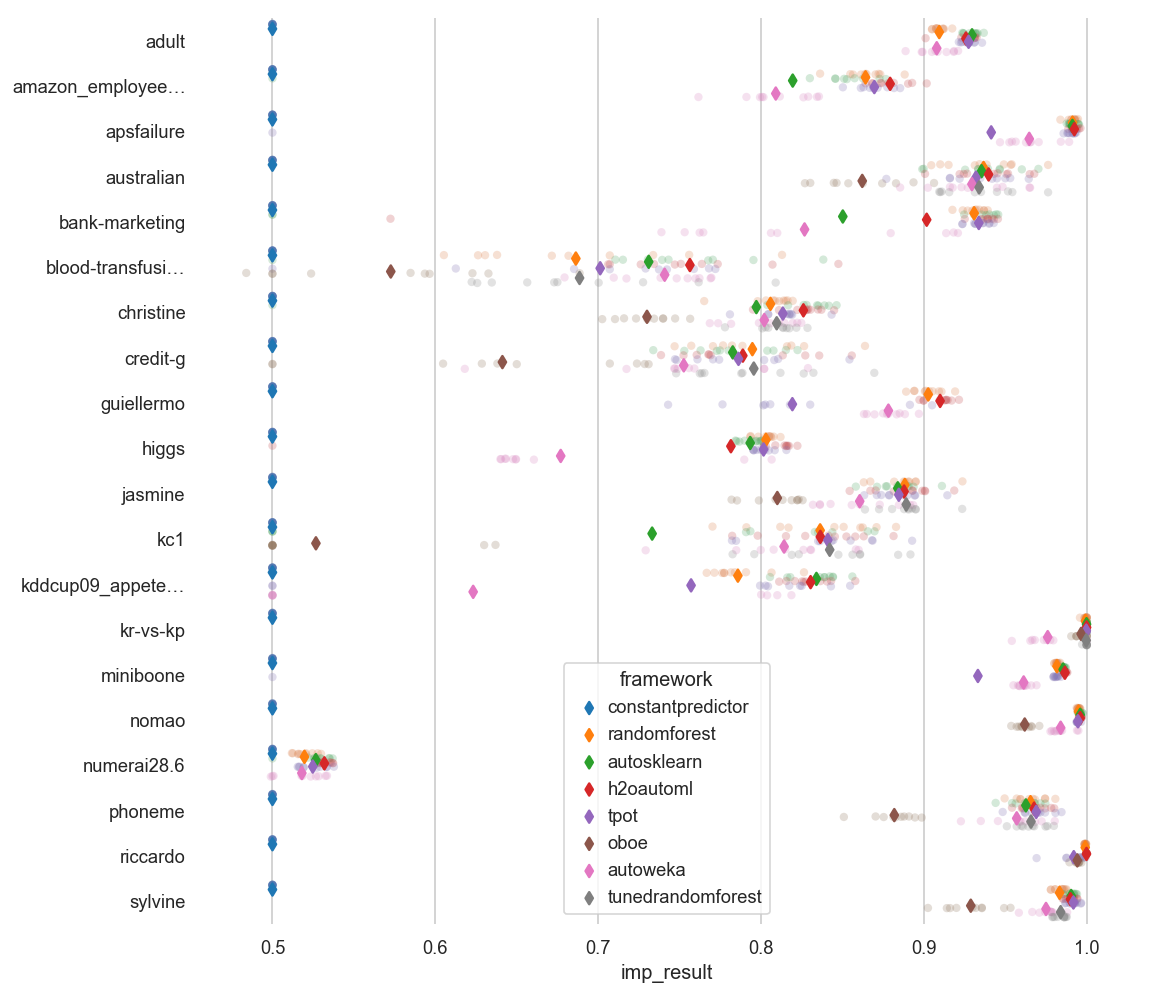 adult
amazon_employee…
apsfailure
australian
bank-marketing
blood-transfusi…
christine
credit-g
guiellermo
higgs
jasmine
kc1
kddcup09_appete…
kr-vs-kp
miniboone
nomao
numerai28.6
phoneme
riccardo
sylvine
framework
constantpredictor
randomforest
autosklearn
h2oautoml
tpot
oboe
autoweka
tunedrandomforest
0.5 0.6 0.7 0.8 0.9 1.0
imp_result